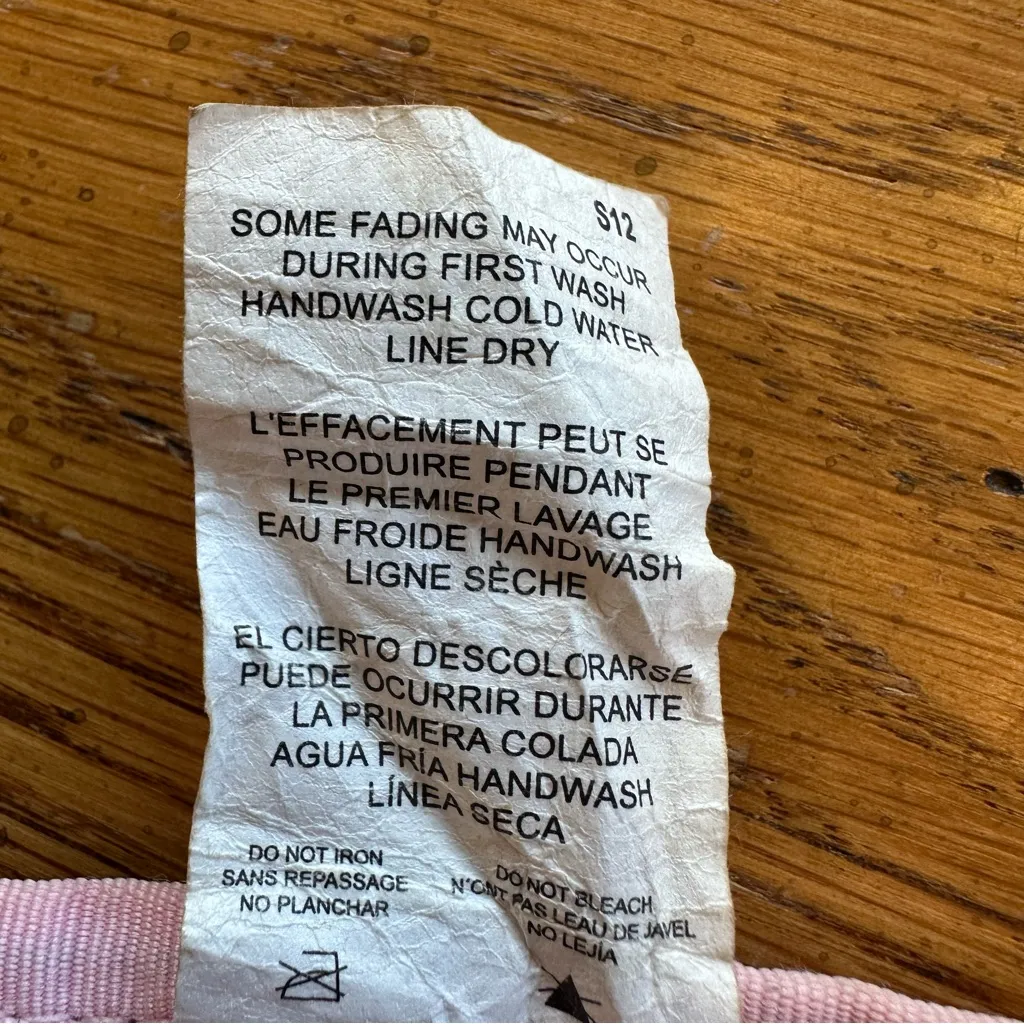 S12
SOME FADING MAY OCCUR
DURING FIRST WASH
HANDWASH COLD WATER
LINE DRY
L'EFFACEMENT PEUT SE
PRODUIRE PENDANT
LE PREMIER LAVAGE
EAU FROIDE HANDWASH
LIGNE SÈCHE
EL CIERTO DESCOLORARSE
PUEDE OCURRIR DURANTE
LA PRIMERA COLADA
AGUA FRÍA HANDWASH
LÍNEA SECA
DO NOT IRON
SANS REPASSAGE
NO PLANCHAR
DO NOT BLEACH
N'ONT PAS LEAU DE JAVEL
NO LEJÍA